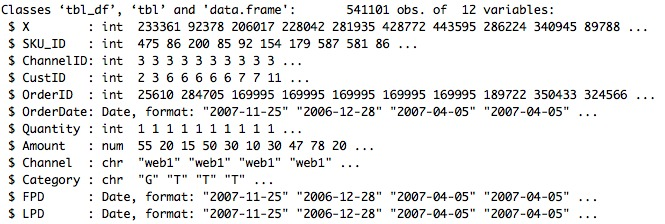 Classes ‘tbl_df’, ‘tbl’ and 'data.frame':	541101 obs. of  12 variables:
 $ X        : int  233361 92378 206017 228042 281935 428772 443595 286224 340945 89788 ...
 $ SKU_ID   : int  475 86 200 85 92 154 179 587 581 86 ...
 $ ChannelID: int  3 3 3 3 3 3 3 3 3 3 ...
 $ CustID   : int  2 3 6 6 6 6 6 7 7 11 ...
 $ OrderID  : int  25610 284705 169995 169995 169995 169995 169995 189722 350433 324566 ...
 $ OrderDate: Date, format: "2007-11-25" "2006-12-28" "2007-04-05" "2007-04-05" ...
 $ Quantity : int  1 1 1 1 1 1 1 1 1 1 ...
 $ Amount   : num  55 20 15 50 30 10 30 47 78 20 ...
 $ Channel  : chr  "web1" "web1" "web1" "web1" ...
 $ Category : chr  "G" "T" "T" "T" ...
 $ FPD      : Date, format: "2007-11-25" "2006-12-28" "2007-04-05" "2007-04-05" ...
 $ LPD      : Date, format: "2007-11-25" "2006-12-28" "2007-04-05" "2007-04-05" ...